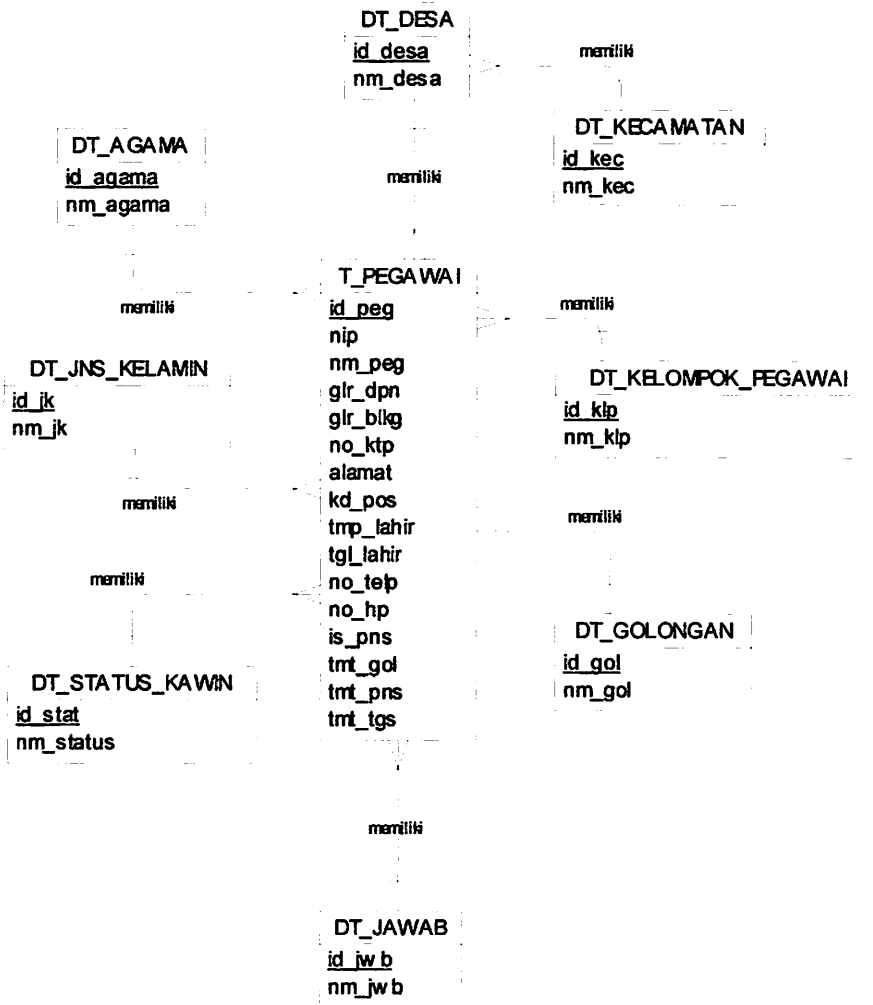 DT_DESA
id_desa
nm_desa
memiliki
DT_KECAMATAN
id_kec
nm_kec
DT_AGAMA
id_agama
nm_agama
memiliki
T_PEGAWAI
id_peg
nip
nm_peg
glr_dpn
glr_blkg
no_ktp
alamat
kd_pos
tmp_lahir
tgl_lahir
no_telp
no_hp
is_pns
tmt_gol
tmt_pns
tmt_tgs
memiliki
memiliki
DT_JNS_KELAMIN
id_jk
nm_jk
DT_KELOMPOK_PEGAWAI
id_klp
nm_klp
memiliki
memiliki
memiliki
DT_GOLONGAN
id_gol
nm_gol
DT_STATUS_KAWIN
id_stat
nm_status
memiliki
DT_JAWAB
id_jwb
nm_jwb